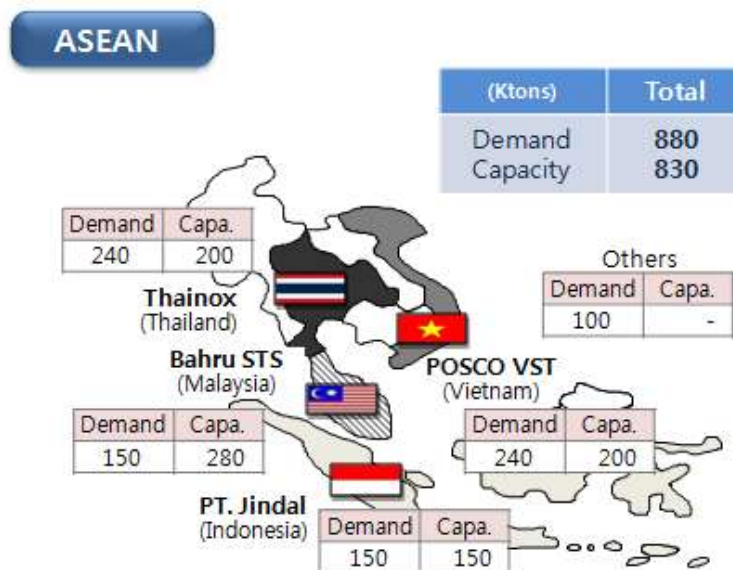 ASEAN
(Ktons) Total
Demand 880
Capacity 830
Demand Capa.
240 200
Thainox
(Thailand)
Others
Demand Capa.
100 -
Bahru STS
(Malaysia)
POSCO VST
(Vietnam)
Demand Capa.
150 280
Demand Capa.
240 200
PT. Jindal
(Indonesia)
Demand Capa.
150 150